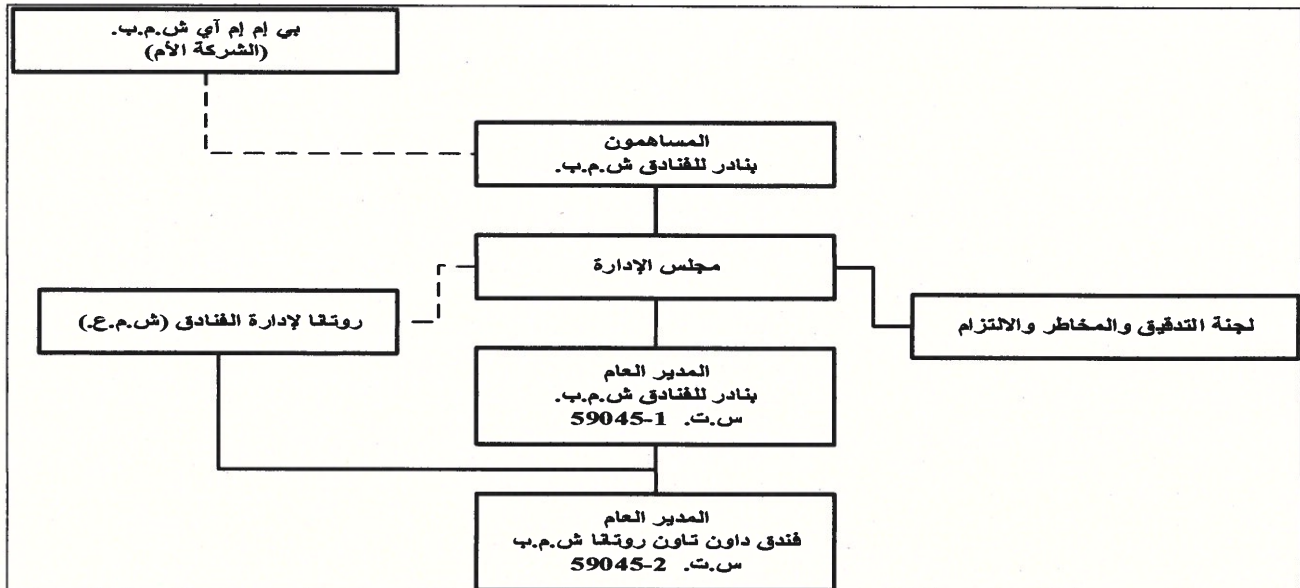 بي إم إم آي ش.م.ب.
(الشركة الأم)
المساهمون
بنادر للفنادق ش.م.ب.
مجلس الإدارة
روتانا لإدارة الفنادق (ش.م.ع.)
لجنة التدقيق والمخاطر والالتزام
المدير العام
بنادر للفنادق ش.م.ب.
س.ت. 59045-1
المدير العام
فندق داون تاون روتانا ش.م.ب
س.ت. 59045-2